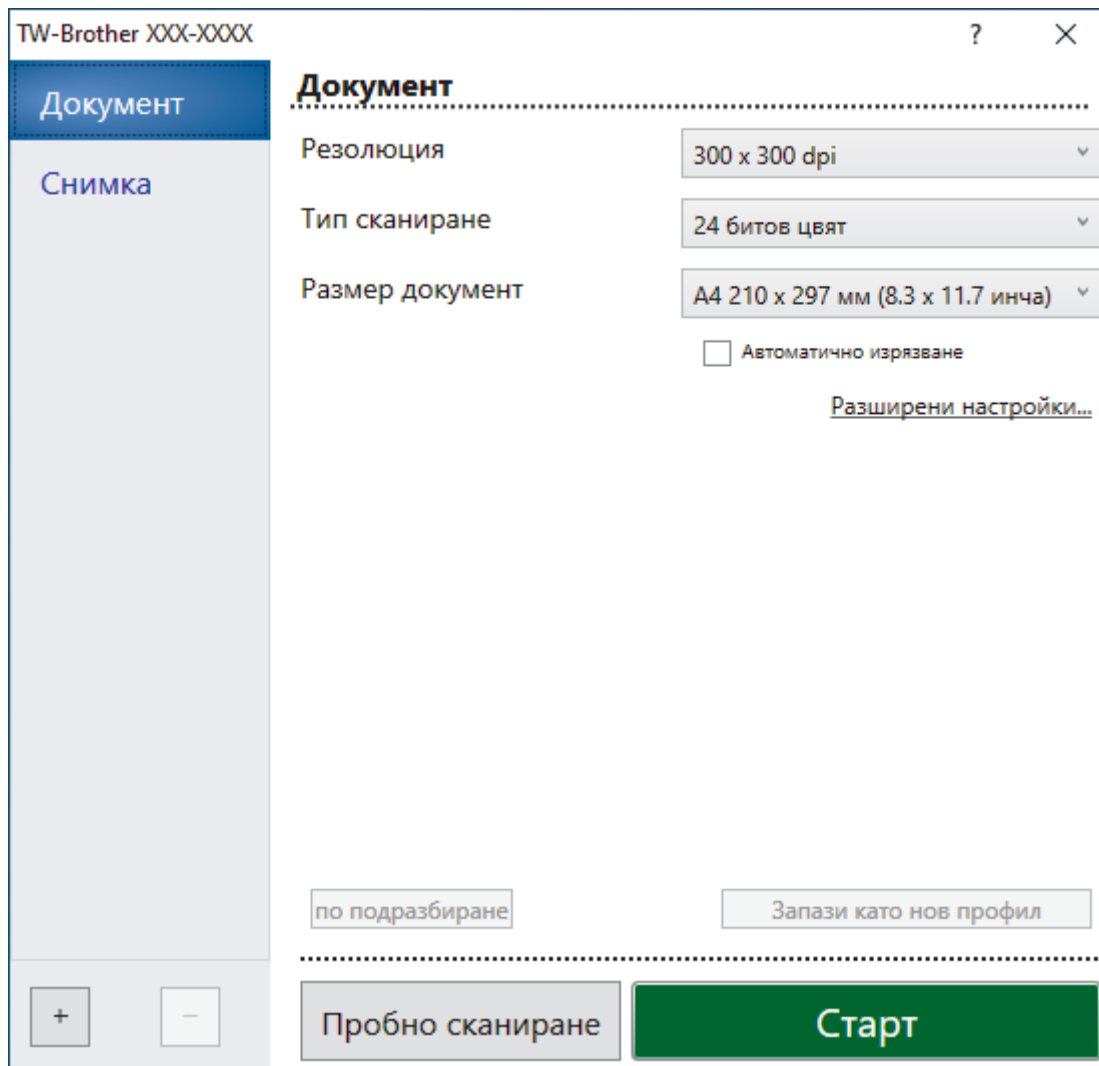 TW-Brother XXX-XXXX
?
Документ
Снимка
Документ
Резолюция
300 x 300 dpi
Тип сканиране
24 битов цвят
Размер документ
A4 210 x 297 мм (8.3 x 11.7 инча)
Автоматично изрязване
Разширени настройки...
по подразбиране
Запази като нов профил
+
−
Пробно сканиране
Старт